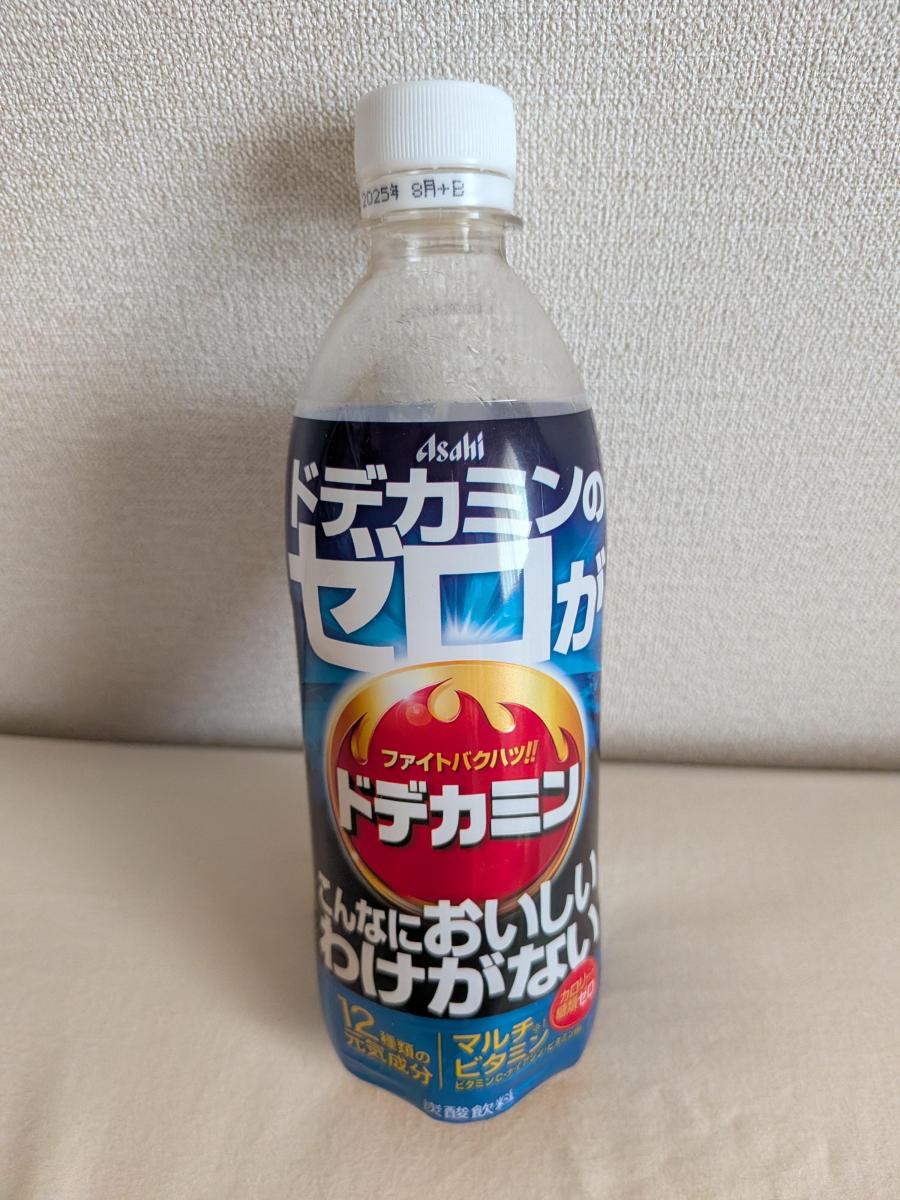 2025年 8月+B
Asahi
ドデカミンの
ゼロが
ファイトバクハツ!!
ドデカミン
こんなにおいしい
わけがない
カロリー
糖類ゼロ
12種類の
元気成分
マルチ
ビタミン
炭酸飲料